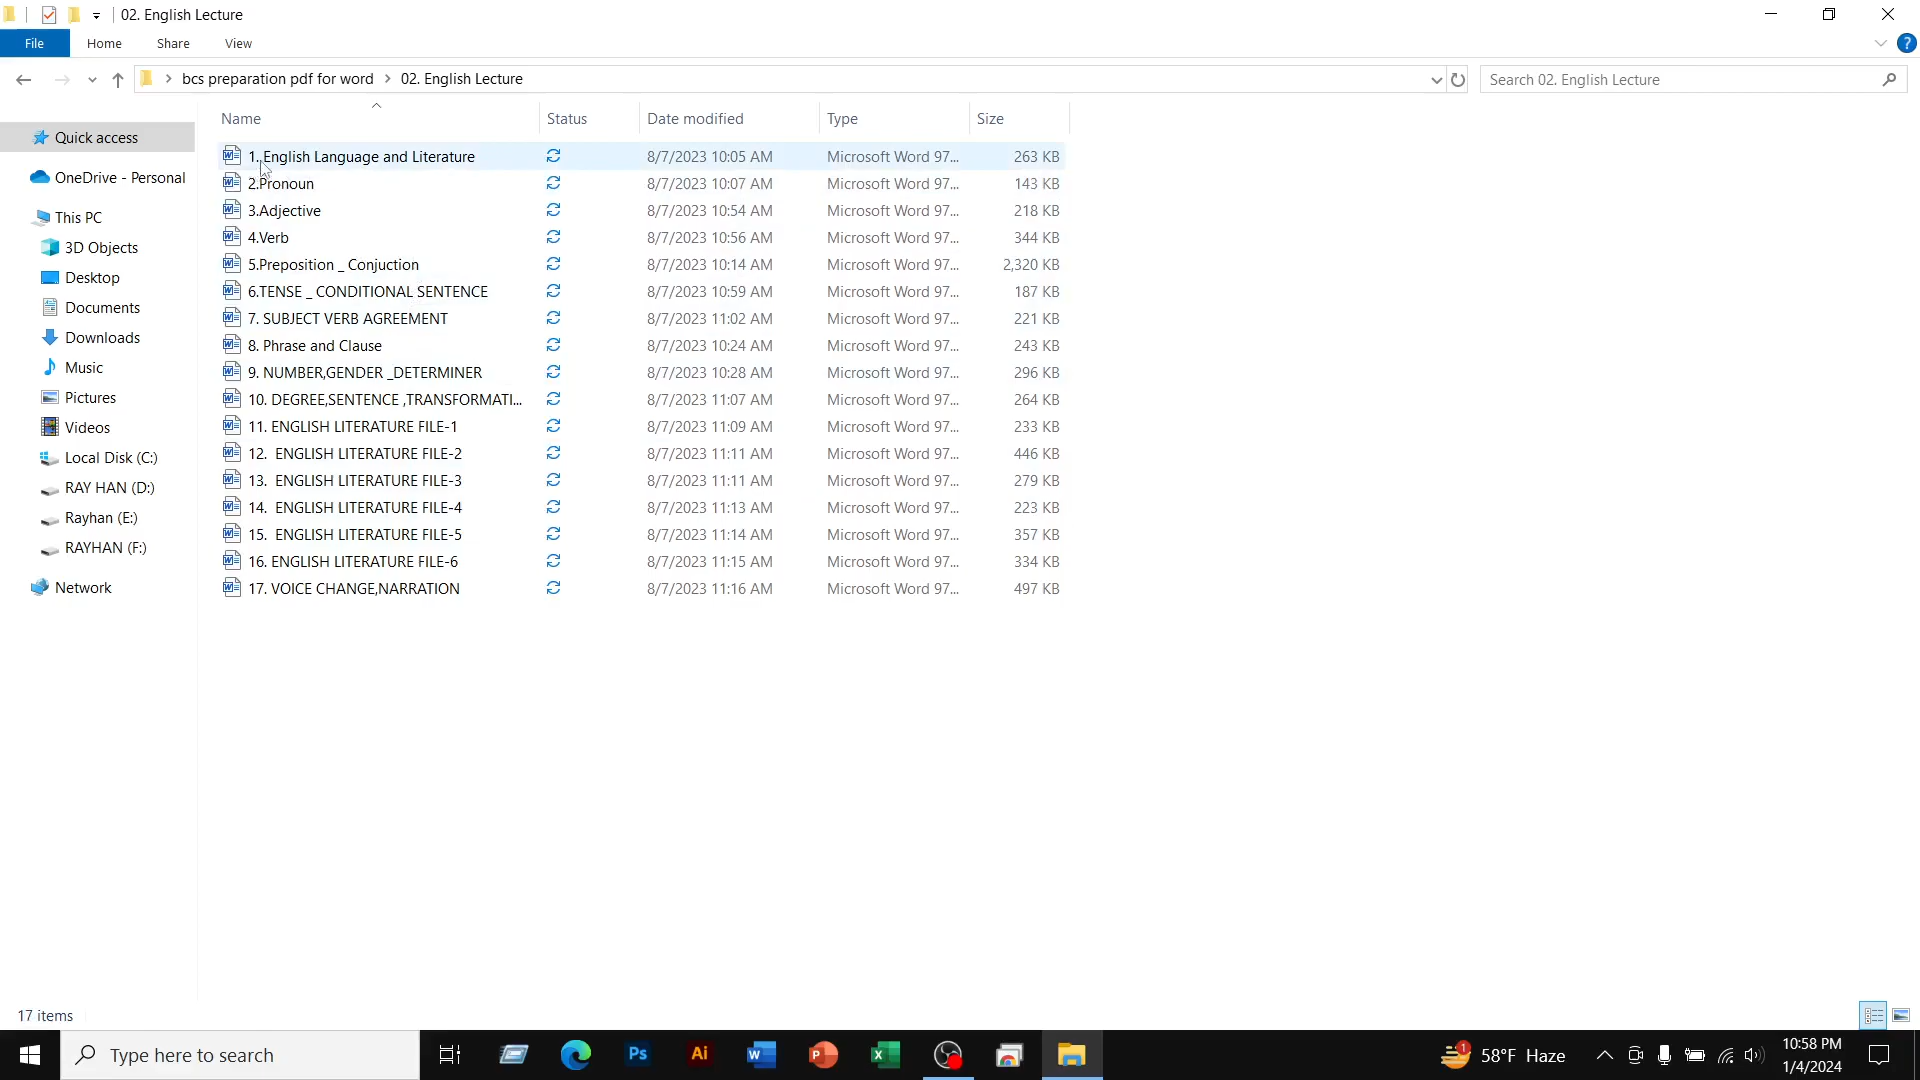 02. English Lecture
File Home Share View
bcs preparation pdf for word 02. English Lecture
Search 02. English Lecture
Name Status Date modified Type Size
Quick access
OneDrive - Personal
This PC
3D Objects
Desktop
Documents
Downloads
Music
Pictures
Videos
Local Disk (C:)
RAY HAN (D:)
Rayhan (E:)
RAYHAN (F:)
Network
1. English Language and Literature 8/7/2023 10:05 AM Microsoft Word 97... 263 KB
2.Pronoun 8/7/2023 10:07 AM Microsoft Word 97... 143 KB
3.Adjective 8/7/2023 10:54 AM Microsoft Word 97... 218 KB
4.Verb 8/7/2023 10:56 AM Microsoft Word 97... 344 KB
5.Preposition _ Conjuction 8/7/2023 10:14 AM Microsoft Word 97... 2,320 KB
6.TENSE _ CONDITIONAL SENTENCE 8/7/2023 10:59 AM Microsoft Word 97... 187 KB
7. SUBJECT VERB AGREEMENT 8/7/2023 11:02 AM Microsoft Word 97... 221 KB
8. Phrase and Clause 8/7/2023 10:24 AM Microsoft Word 97... 243 KB
9. NUMBER,GENDER _DETERMINER 8/7/2023 10:28 AM Microsoft Word 97... 296 KB
10. DEGREE,SENTENCE ,TRANSFORMATI... 8/7/2023 11:07 AM Microsoft Word 97... 264 KB
11. ENGLISH LITERATURE FILE-1 8/7/2023 11:09 AM Microsoft Word 97... 233 KB
12. ENGLISH LITERATURE FILE-2 8/7/2023 11:11 AM Microsoft Word 97... 446 KB
13. ENGLISH LITERATURE FILE-3 8/7/2023 11:11 AM Microsoft Word 97... 279 KB
14. ENGLISH LITERATURE FILE-4 8/7/2023 11:13 AM Microsoft Word 97... 223 KB
15. ENGLISH LITERATURE FILE-5 8/7/2023 11:14 AM Microsoft Word 97... 357 KB
16. ENGLISH LITERATURE FILE-6 8/7/2023 11:15 AM Microsoft Word 97... 334 KB
17. VOICE CHANGE,NARRATION 8/7/2023 11:16 AM Microsoft Word 97... 497 KB
17 items
Type here to search
Ps
Ai
58°F Haze
10:58 PM
1/4/2024